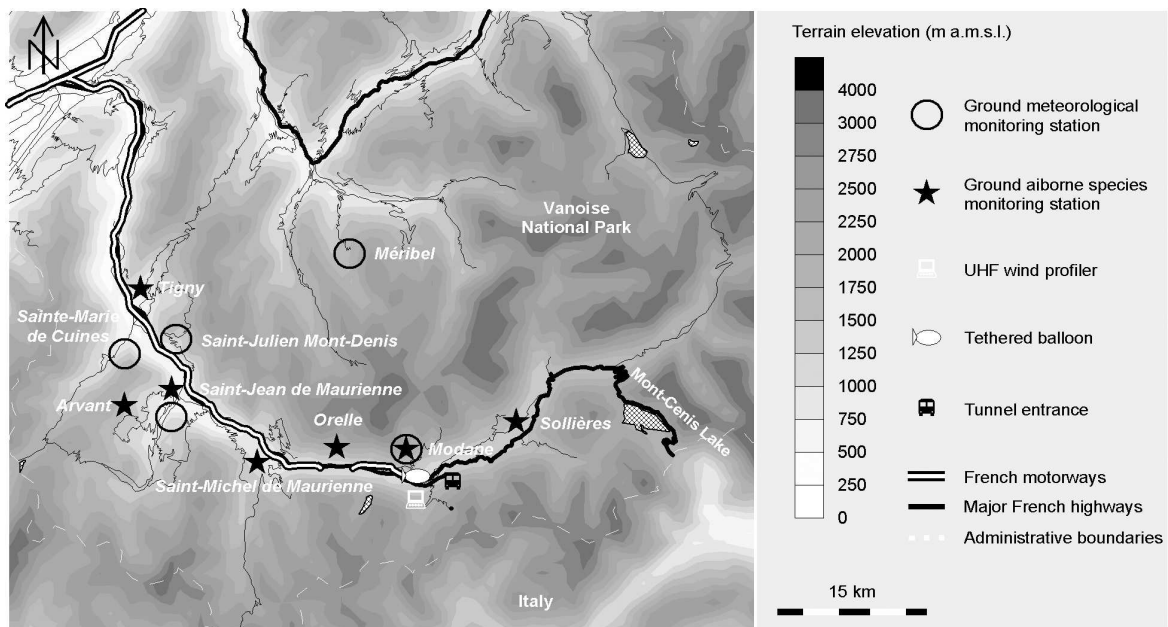 N
Vanoise
National Park
Méribel
Tigny
Sainte-Marie
de Cuines
Saint-Julien Mont-Denis
Saint-Jean de Maurienne
Arvant
Orelle
Modane
Sollières
Mont-Cenis Lake
Saint-Michel de Maurienne
Italy
Terrain elevation (m a.m.s.l.)
4000
3000
2750
2500
2250
2000
1750
1500
1250
1000
750
500
250
0
Ground meteorological
monitoring station
Ground aiborne species
monitoring station
UHF wind profiler
Tethered balloon
Tunnel entrance
French motorways
Major French highways
Administrative boundaries
15 km